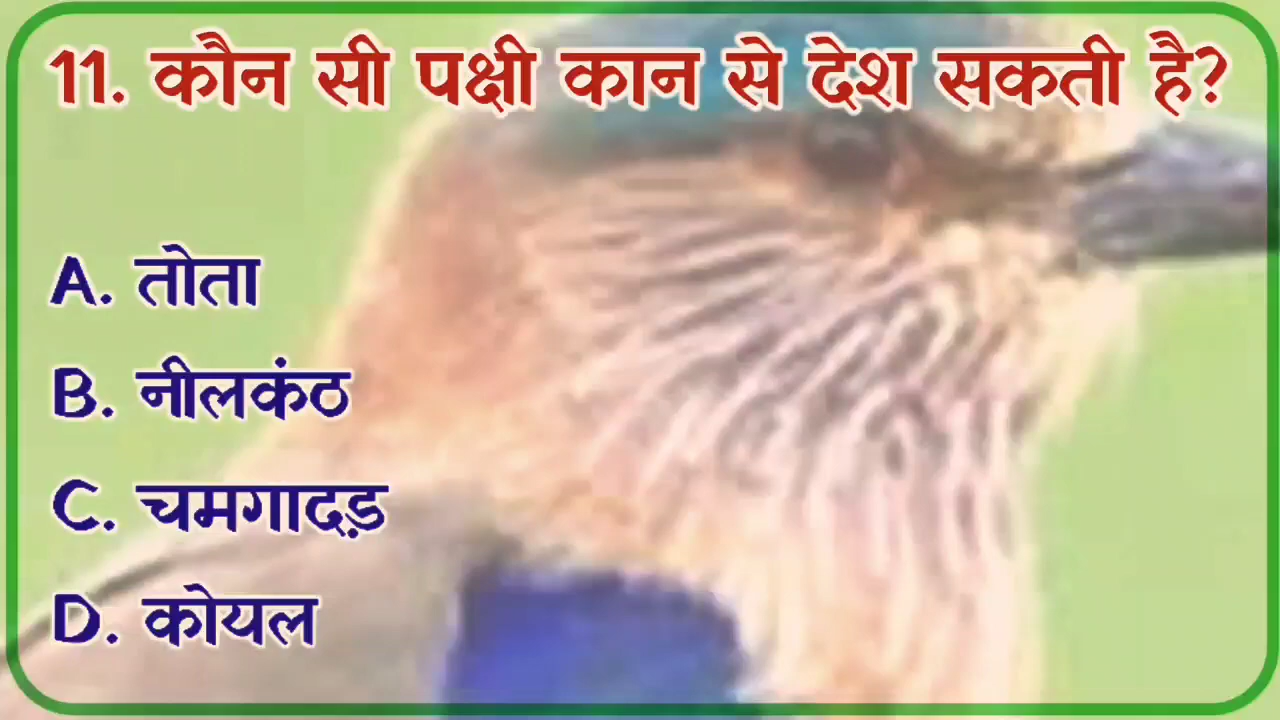 11. कौन सी पक्षी कान से देश सकती है?
A. तोता
B. नीलकंठ
C. चमगादड़
D. कोयल